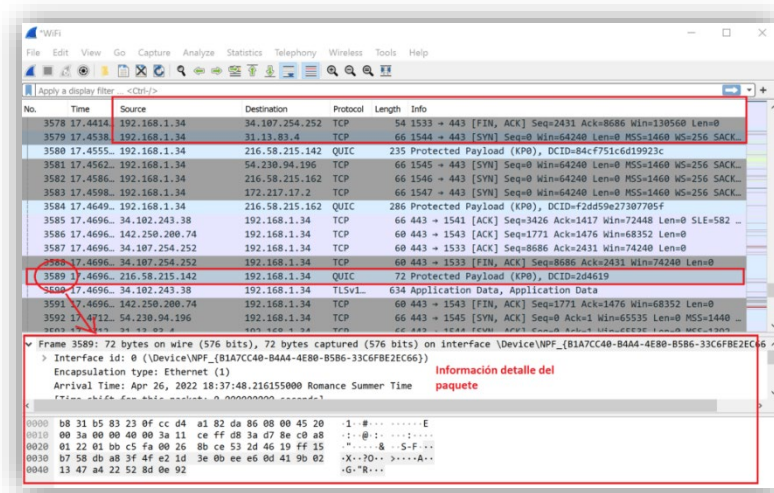 *WiFi
File Edit View Go Capture Analyze Statistics Telephony Wireless Tools Help
Apply a display filter ... <Ctrl-/>
No. Time Source Destination Protocol Length Info
3578 17.4414… 192.168.1.34 34.107.254.252 TCP 54 1533 → 443 [FIN, ACK] Seq=2431 Ack=8686 Win=130560 Len=0
3579 17.4538… 192.168.1.34 31.13.83.4 TCP 66 1544 → 443 [SYN] Seq=0 Win=64240 Len=0 MSS=1460 WS=256 SACK…
3580 17.4555… 192.168.1.34 216.58.215.142 QUIC 235 Protected Payload (KP0), DCID=84cf751c6d19923c
3581 17.4562… 192.168.1.34 54.230.94.196 TCP 66 1545 → 443 [SYN] Seq=0 Win=64240 Len=0 MSS=1460 WS=256 SACK…
3582 17.4586… 192.168.1.34 216.58.215.162 TCP 66 1546 → 443 [SYN] Seq=0 Win=64240 Len=0 MSS=1460 WS=256 SACK…
3583 17.4598… 192.168.1.34 172.217.17.2 TCP 66 1547 → 443 [SYN] Seq=0 Win=64240 Len=0 MSS=1460 WS=256 SACK…
3584 17.4649… 192.168.1.34 216.58.215.162 QUIC 286 Protected Payload (KP0), DCID=f2dd59e27307705f
3585 17.4696… 34.102.243.38 192.168.1.34 TCP 66 443 → 1541 [ACK] Seq=3426 Ack=1417 Win=72448 Len=0 SLE=582 …
3586 17.4696… 142.250.200.74 192.168.1.34 TCP 60 443 → 1543 [ACK] Seq=1771 Ack=1476 Win=68352 Len=0
3587 17.4696… 34.107.254.252 192.168.1.34 TCP 60 443 → 1533 [ACK] Seq=8686 Ack=2431 Win=74240 Len=0
3588 17.4696… 34.107.254.252 192.168.1.34 TCP 60 443 → 1533 [FIN, ACK] Seq=8686 Ack=2431 Win=74240 Len=0
3589 17.4696… 216.58.215.142 192.168.1.34 QUIC 72 Protected Payload (KP0), DCID=2d4619
3590 17.4696… 34.102.243.38 192.168.1.34 TLSv1… 634 Application Data, Application Data
3591 17.4696… 142.250.200.74 192.168.1.34 TCP 60 443 → 1543 [FIN, ACK] Seq=1771 Ack=1476 Win=68352 Len=0
3592 17.4712… 54.230.94.196 192.168.1.34 TCP 66 443 → 1545 [SYN, ACK] Seq=0 Ack=1 Win=65535 Len=0 MSS=1440 …
Frame 3589: 72 bytes on wire (576 bits), 72 bytes captured (576 bits) on interface \Device\NPF_{B1A7CC40-B4A4-4E80-B5B6-33C6FBE2EC66
Interface id: 0 (\Device\NPF_{B1A7CC40-B4A4-4E80-B5B6-33C6FBE2EC66})
Encapsulation type: Ethernet (1)
Arrival Time: Apr 26, 2022 18:37:48.216155000 Romance Summer Time
Información detalle del
paquete
0000 b8 31 b5 83 23 0f cc d4 a1 82 da 86 08 00 45 20 ·1··#··· ······E
0010 00 3a 00 00 40 00 3a 11 ce ff d8 3a d7 8e c0 a8 ·:··@·:· ···:····
0020 01 22 01 bb c5 fa 00 26 8b ce 53 2d 46 19 ff 15 ·"·····& ··S-F···
0030 b7 58 db a8 3f 4f e2 1d 3e 0b ee e6 0d 41 9b 02 ·X··?O·· >····A··
0040 13 47 a4 22 52 8d 0e 92 ·G·"R···